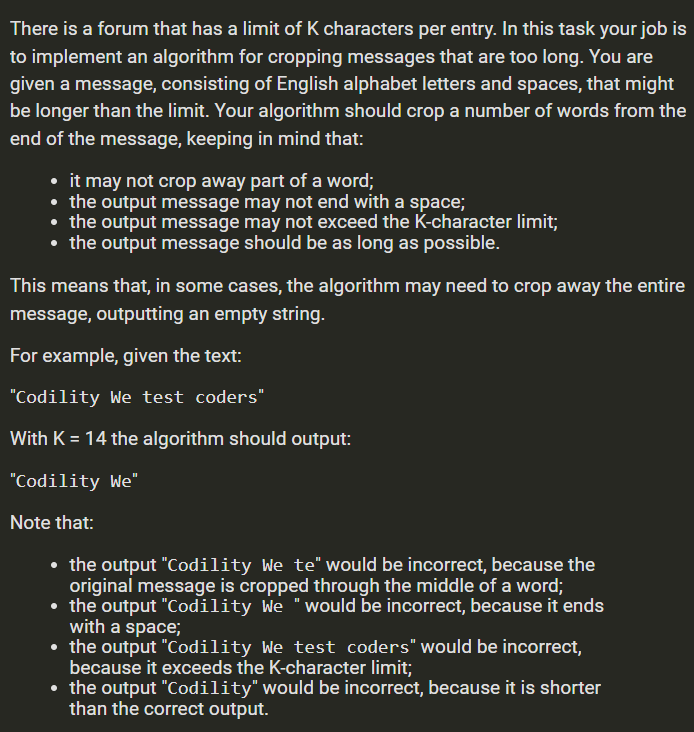 There is a forum that has a limit of K characters per entry. In this task your job is
to implement an algorithm for cropping messages that are too long. You are
given a message, consisting of English alphabet letters and spaces, that might
be longer than the limit. Your algorithm should crop a number of words from the
end of the message, keeping in mind that:
• it may not crop away part of a word;
• the output message may not end with a space;
• the output message may not exceed the K-character limit;
• the output message should be as long as possible.
This means that, in some cases, the algorithm may need to crop away the entire
message, outputting an empty string.
For example, given the text:
"Codility We test coders"
With K = 14 the algorithm should output:
"Codility We"
Note that:
• the output "Codility We te" would be incorrect, because the
original message is cropped through the middle of a word;
• the output "Codility We " would be incorrect, because it ends
with a space;
• the output "Codility We test coders" would be incorrect,
because it exceeds the K-character limit;
• the output "Codility" would be incorrect, because it is shorter
than the correct output.